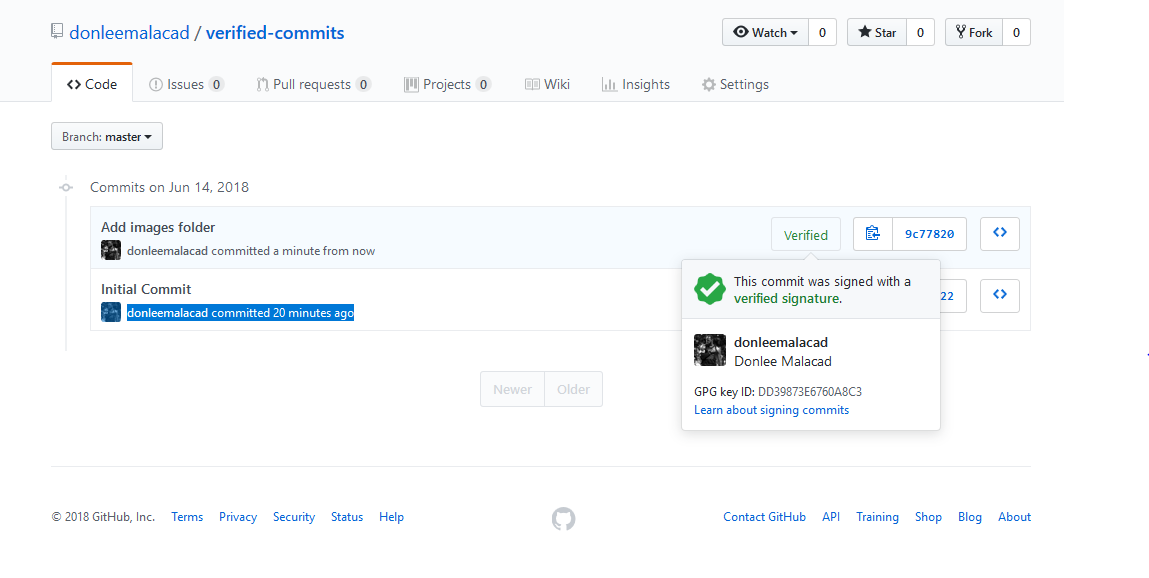 donleemalacad / verified-commits
Watch 0 Star 0 Fork 0
Code Issues 0 Pull requests 0 Projects 0 Wiki Insights Settings
Branch: master
Commits on Jun 14, 2018
Add images folder
donleemalacad committed a minute from now
Verified 9c77820
Initial Commit
donleemalacad committed 20 minutes ago
22
This commit was signed with a
verified signature.
donleemalacad
Donlee Malacad
GPG key ID: DD39873E6760A8C3
Learn about signing commits
Newer Older
© 2018 GitHub, Inc. Terms Privacy Security Status Help Contact GitHub API Training Shop Blog About